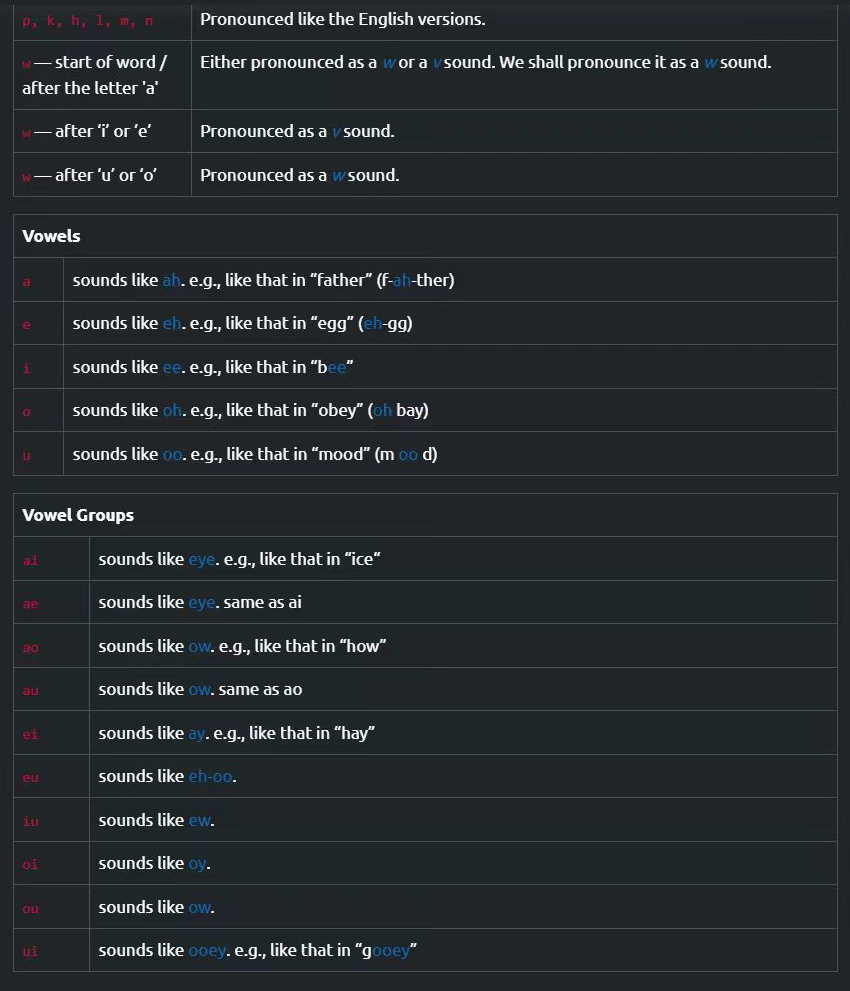 p, k, h, l, m, n Pronounced like the English versions.
w — start of word / after the letter 'a' Either pronounced as a w or a v sound. We shall pronounce it as a w sound.
w — after ‘i’ or ‘e’ Pronounced as a v sound.
w — after ‘u’ or ‘o’ Pronounced as a w sound.
Vowels
a sounds like ah. e.g., like that in “father” (f-ah-ther)
e sounds like eh. e.g., like that in “egg” (eh-gg)
i sounds like ee. e.g., like that in “bee”
o sounds like oh. e.g., like that in “obey” (oh bay)
u sounds like oo. e.g., like that in “mood” (m oo d)
Vowel Groups
ai sounds like eye. e.g., like that in “ice“
ae sounds like eye. same as ai
ao sounds like ow. e.g., like that in “how”
au sounds like ow. same as ao
ei sounds like ay. e.g., like that in “hay”
eu sounds like eh-oo.
iu sounds like ew.
oi sounds like oy.
ou sounds like ow.
ui sounds like ooey. e.g., like that in “gooey”